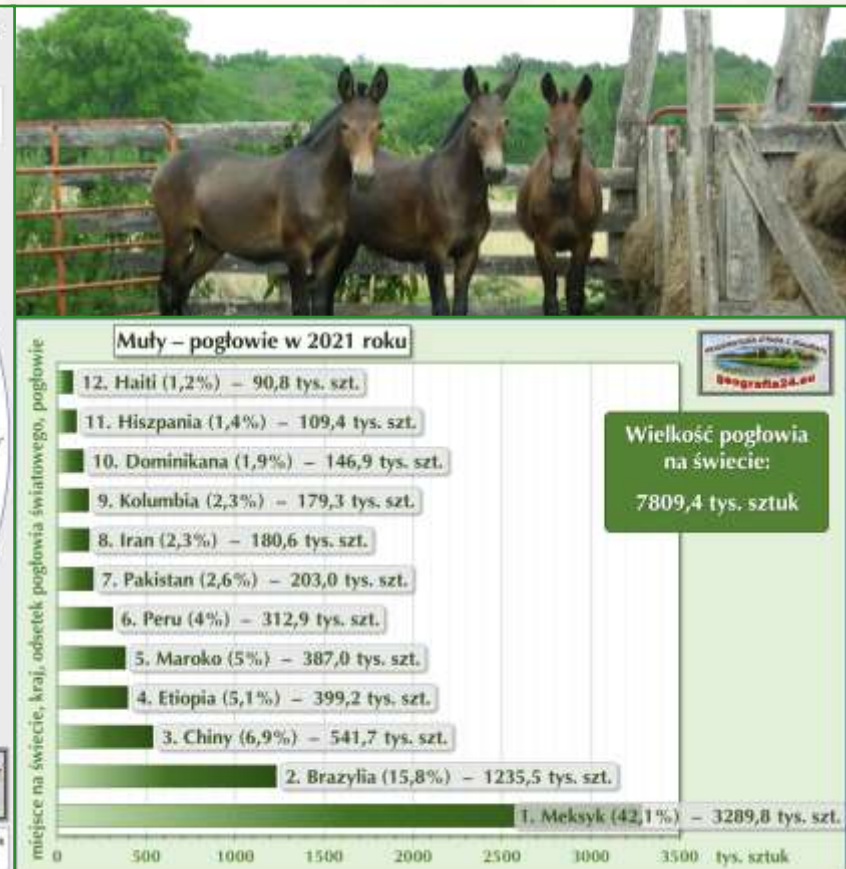 Muły – pogłowie w 2021 roku
geografia24.eu
12. Haiti (1,2%) – 90,8 tys. szt.
11. Hiszpania (1,4%) – 109,4 tys. szt.
Wielkość pogłowia
na świecie:
7809,4 tys. sztuk
10. Dominikana (1,9%) – 146,9 tys. szt.
9. Kolumbia (2,3%) – 179,3 tys. szt.
8. Iran (2,3%) – 180,6 tys. szt.
7. Pakistan (2,6%) – 203,0 tys. szt.
6. Peru (4%) – 312,9 tys. szt.
5. Maroko (5%) – 387,0 tys. szt.
4. Etiopia (5,1%) – 399,2 tys. szt.
3. Chiny (6,9%) – 541,7 tys. szt.
2. Brazylia (15,8%) – 1235,5 tys. szt.
1. Meksyk (42,1%) – 3289,8 tys. szt.
0 500 1000 1500 2000 2500 3000 3500 tys. sztuk
miejsce na świecie, kraj, odsetek pogłowia światowego, pogłowie